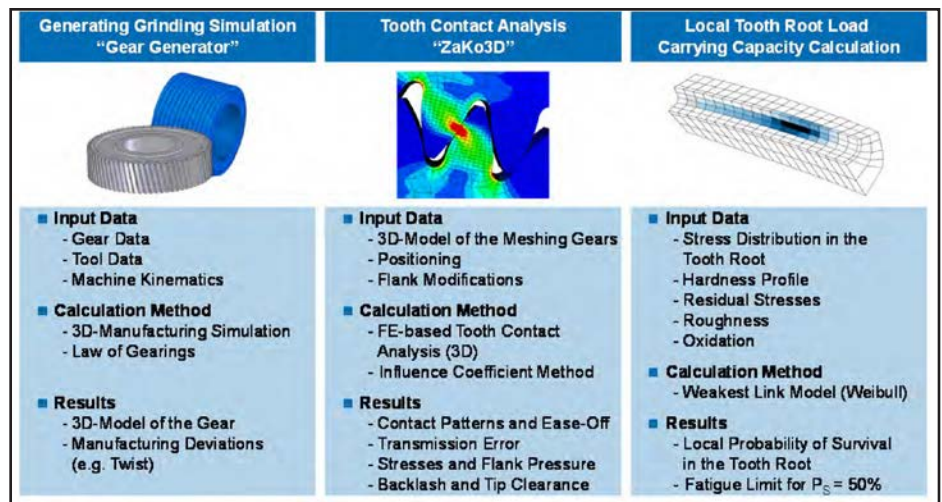 Generating Grinding Simulation
“Gear Generator”
■ Input Data
- Gear Data
- Tool Data
- Machine Kinematics
■ Calculation Method
- 3D-Manufacturing Simulation
- Law of Gearings
■ Results
- 3D-Model of the Gear
- Manufacturing Deviations
(e.g. Twist)
Tooth Contact Analysis
“ZaKo3D”
■ Input Data
- 3D-Model of the Meshing Gears
- Positioning
- Flank Modifications
■ Calculation Method
- FE-based Tooth Contact
Analysis (3D)
- Influence Coefficient Method
■ Results
- Contact Patterns and Ease-Off
- Transmission Error
- Stresses and Flank Pressure
- Backlash and Tip Clearance
Local Tooth Root Load
Carrying Capacity Calculation
■ Input Data
- Stress Distribution in the
Tooth Root
- Hardness Profile
- Residual Stresses
- Roughness
- Oxidation
■ Calculation Method
- Weakest Link Model (Weibull)
■ Results
- Local Probability of Survival
in the Tooth Root
- Fatigue Limit for PS = 50%